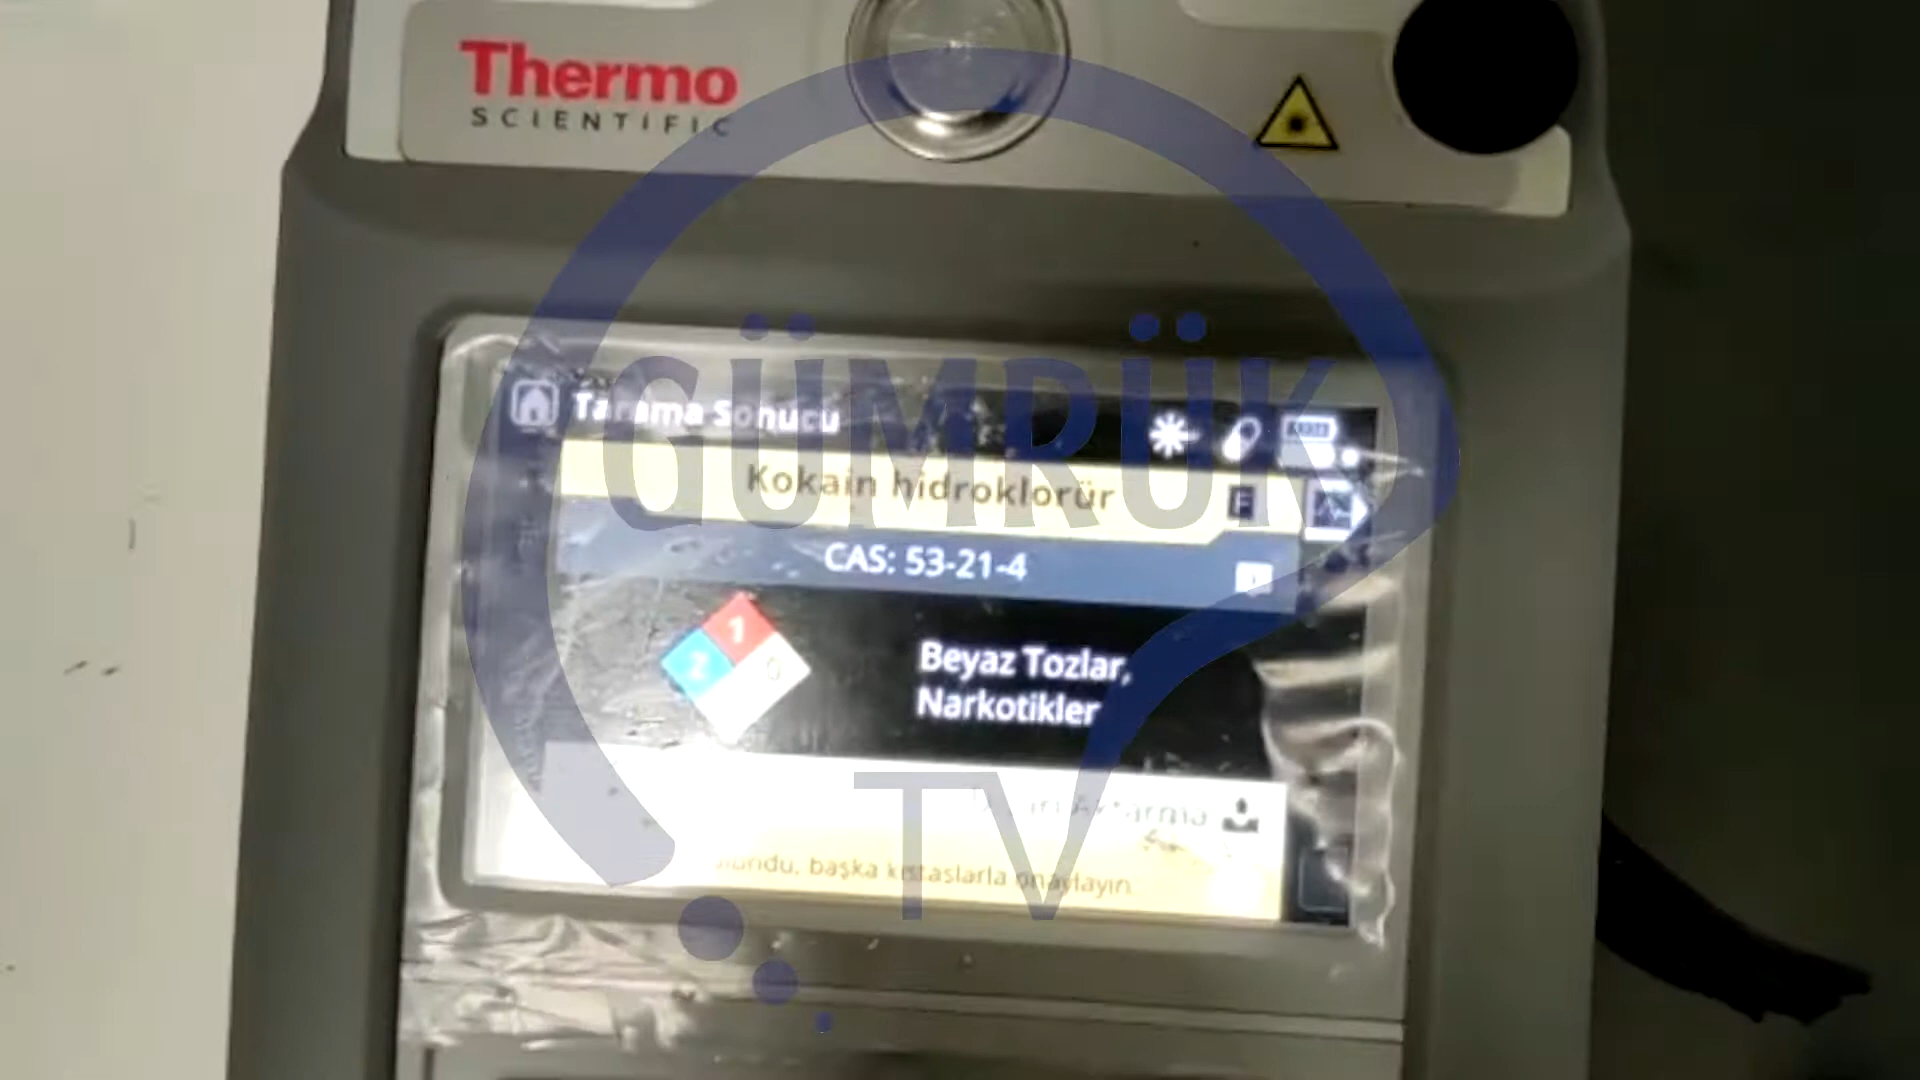 Thermo
SCIENTIFIC
GÜMRÜK
TV
Tarama Sonucu
Kokain hidroklorür
F
CAS: 53-21-4
1
2
0
Beyaz Tozlar,
Narkotikler
başka kıstaslarla onaylayın